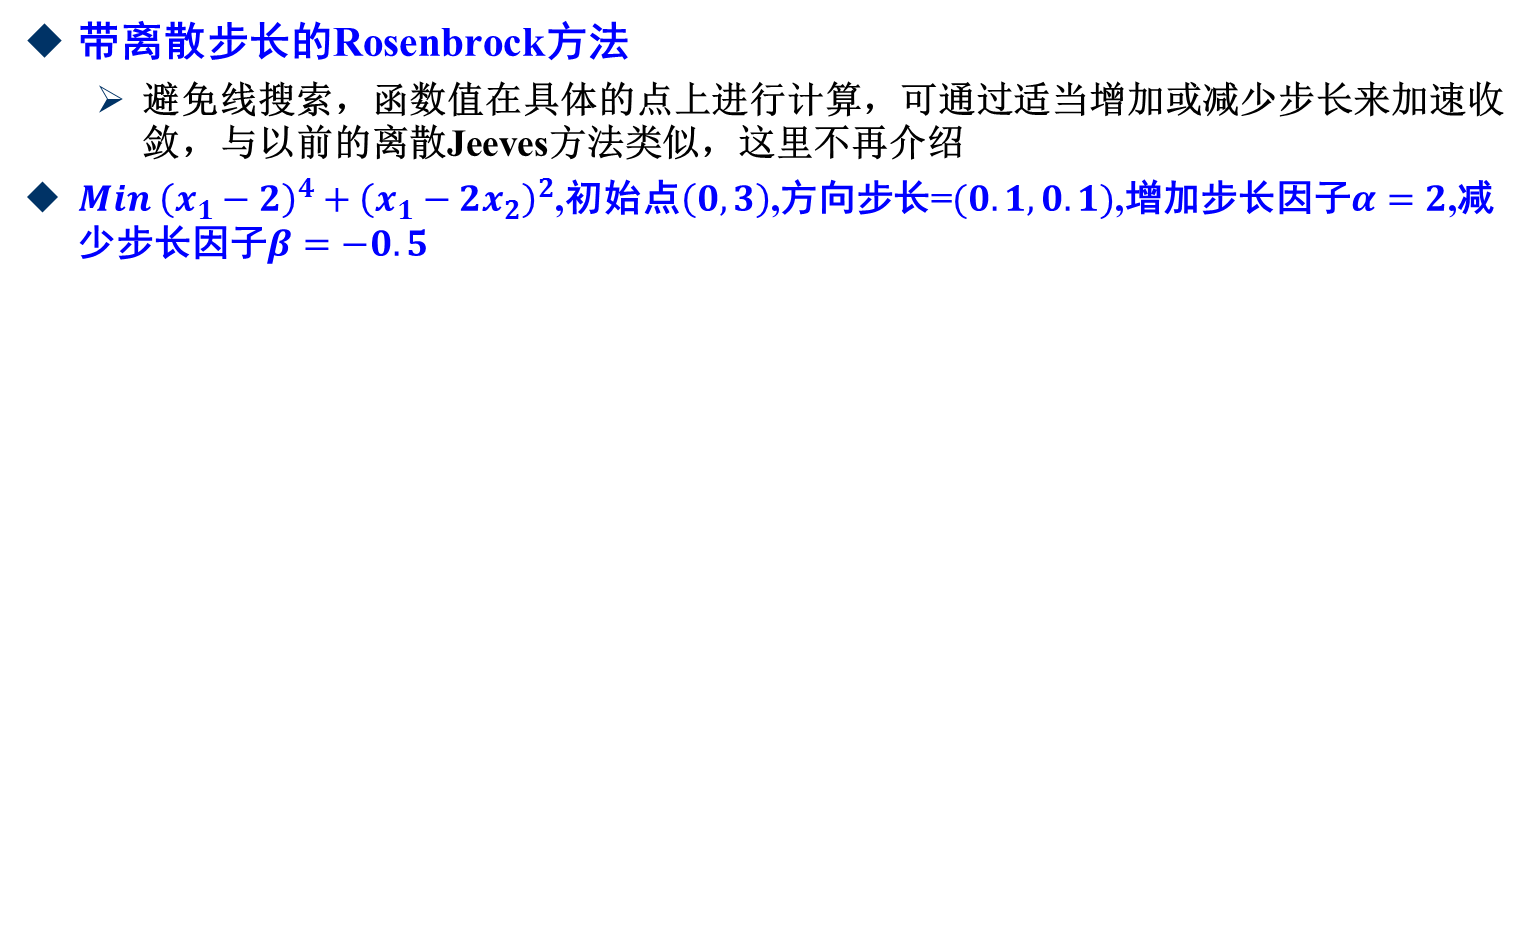 带离散步长的Rosenbrock方法
避免线搜索，函数值在具体的点上进行计算，可通过适当增加或减少步长来加速收
敛，与以前的离散Jeeves方法类似，这里不再介绍
Min (x₁ − 2)⁴ + (x₁ − 2x₂)²,初始点(0,3),方向步长=(0.1,0.1),增加步长因子α = 2,减
少步长因子β = −0.5